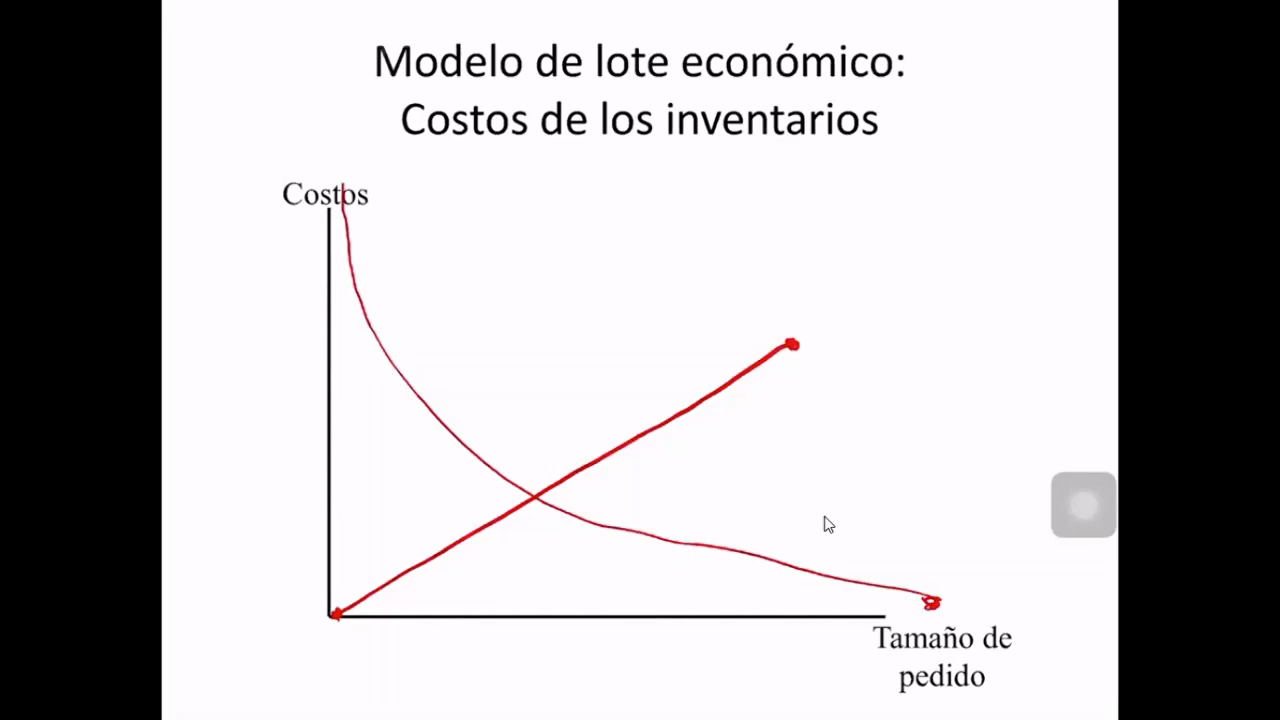 Modelo de lote económico:
Costos de los inventarios
Costos
Tamaño de
pedido